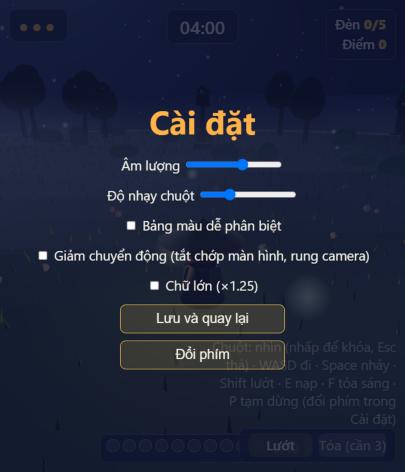 04:00
Đèn 0/5
Điểm 0
Cài đặt
Âm lượng
Độ nhạy chuột
Bảng màu dễ phân biệt
Giảm chuyển động (tắt chớp màn hình, rung camera)
Chữ lớn (×1.25)
Lưu và quay lại
Đổi phím
Chuột: nhìn (nhấp để khóa, Esc
thả) · WASD đi · Space nhảy ·
Shift lướt · E nạp · F tỏa sáng ·
P tạm dừng (đổi phím trong
Cài đặt)
Lướt
Tỏa (cần 3)